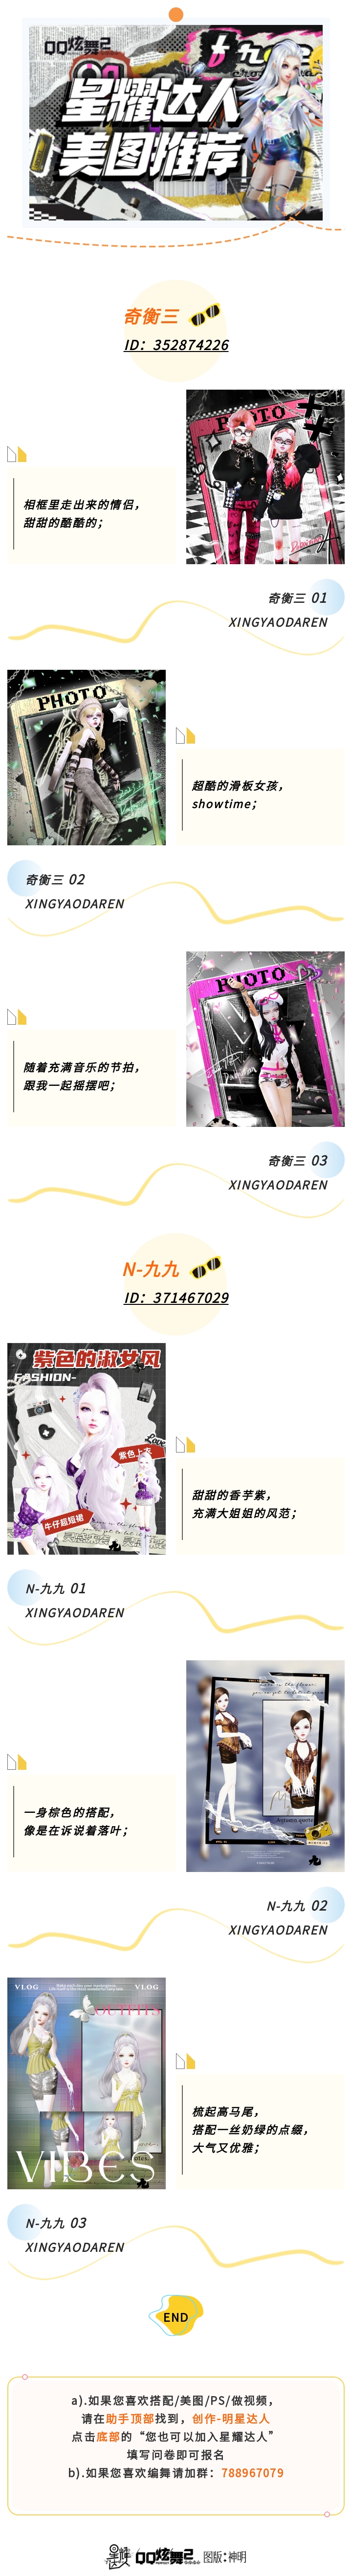 QQ炫舞2
星耀达人
美图推荐
奇衡三
ID：352874226
PHOTO
相框里走出来的情侣，
甜甜的酷酷的；
奇衡三 01
XINGYAODAREN
PHOTO
超酷的滑板女孩，
showtime；
奇衡三 02
XINGYAODAREN
PHOTO
随着充满音乐的节拍，
跟我一起摇摆吧；
奇衡三 03
XINGYAODAREN
N-九九
ID：371467029
紫色的淑女风
FASHION-
紫色上衣
牛仔超短裙
甜甜的香芋紫，
充满大姐姐的风范；
N-九九 01
XINGYAODAREN
一身棕色的搭配，
像是在诉说着落叶；
N-九九 02
XINGYAODAREN
VLOG
VLOG
OUTFITS
VIBES
梳起高马尾，
搭配一丝奶绿的点缀，
大气又优雅；
N-九九 03
XINGYAODAREN
END
a).如果您喜欢搭配/美图/PS/做视频，
请在助手顶部找到，创作-明星达人
点击底部的“您也可以加入星耀达人”
填写问卷即可报名
b).如果您喜欢编舞请加群：788967079
QQ炫舞2 图版：神明